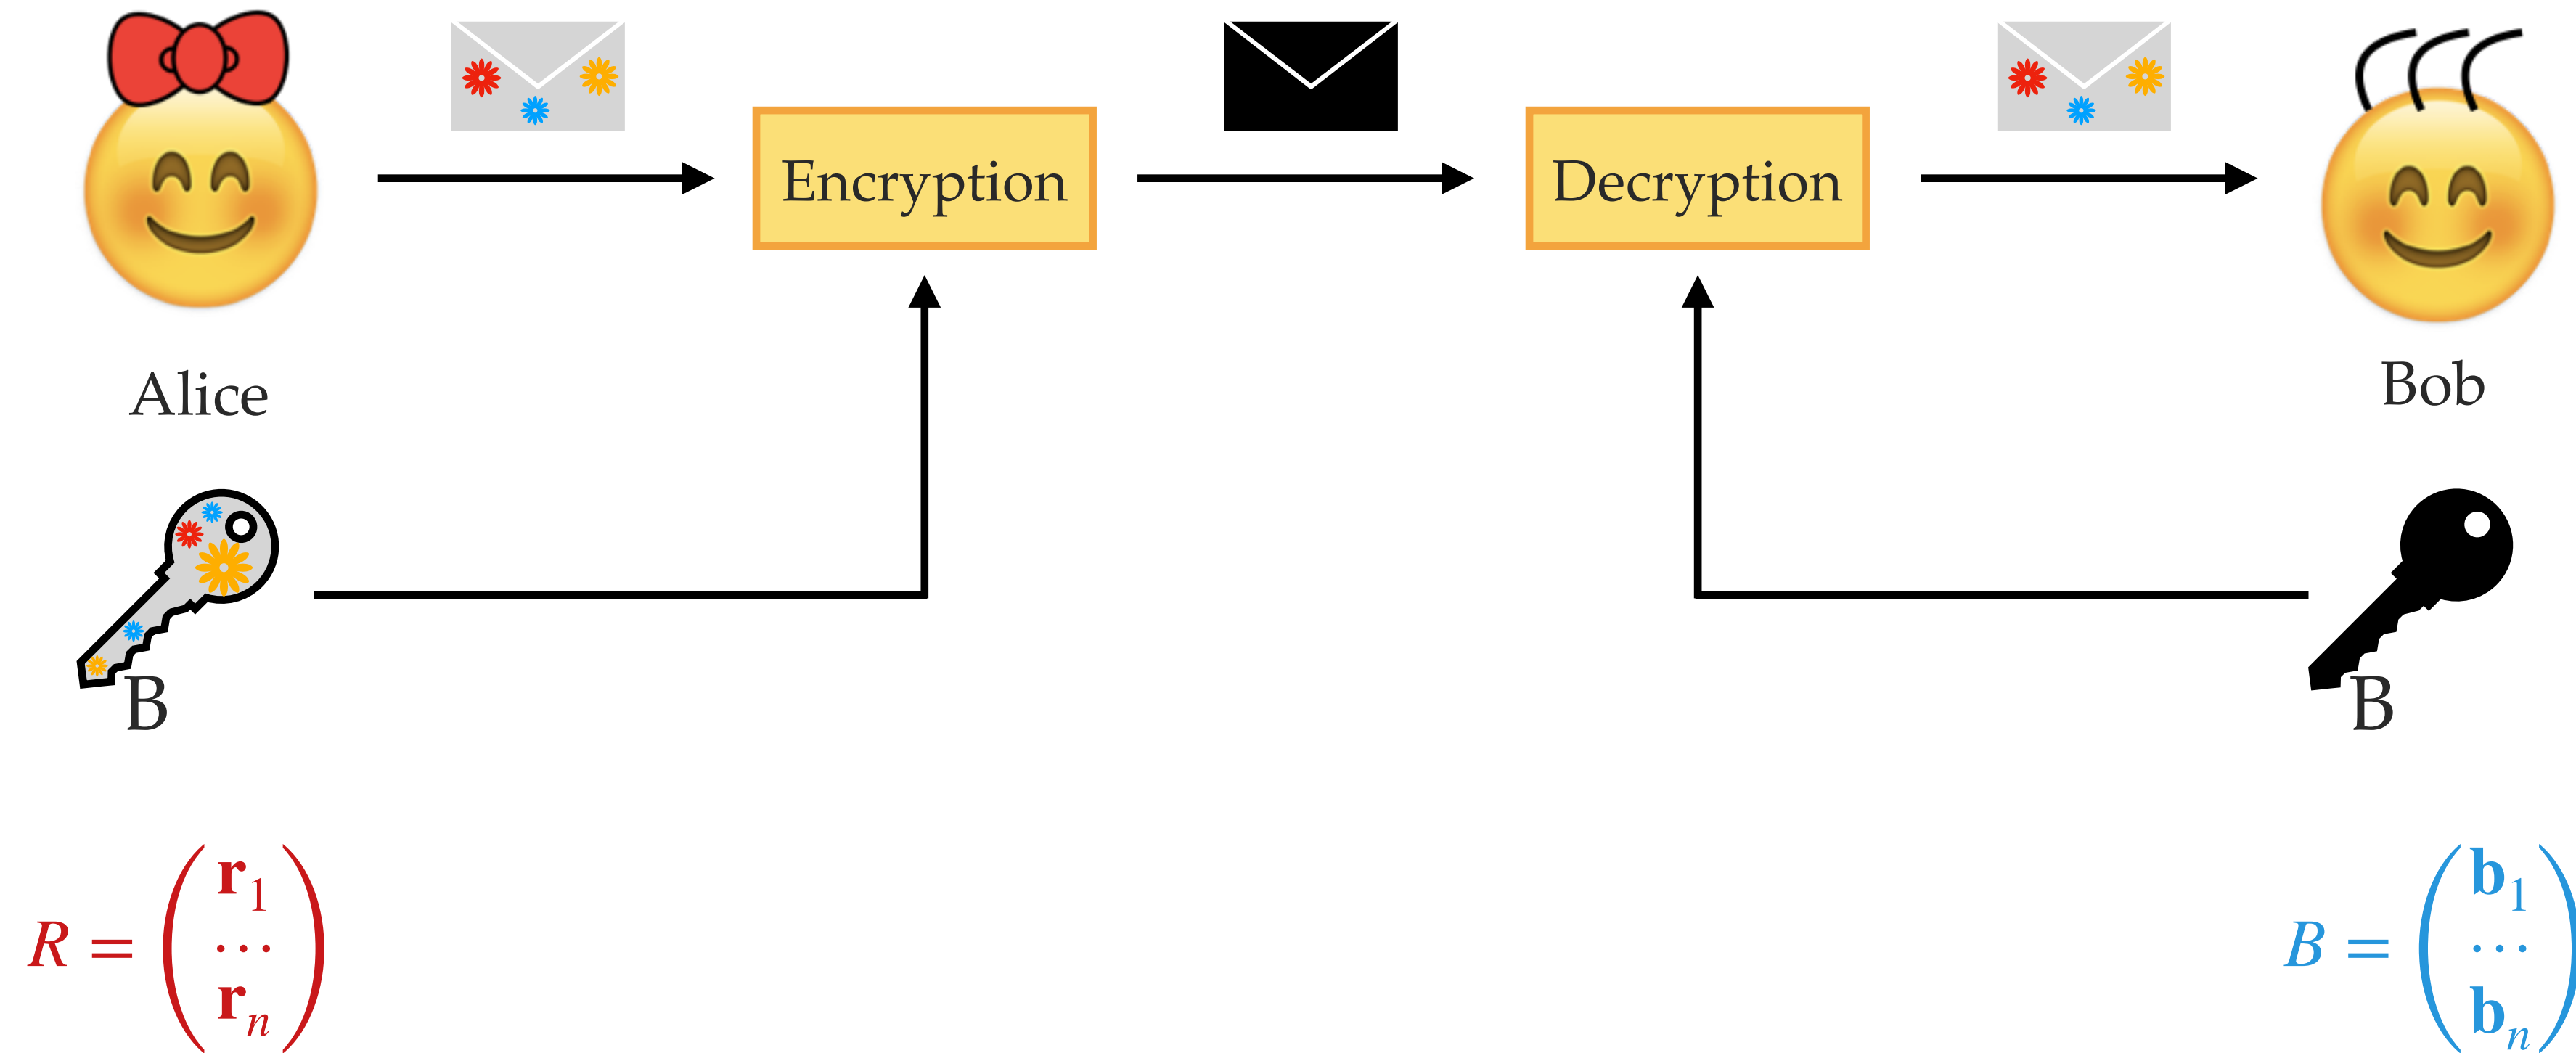 Encryption
Decryption
Alice
Bob
B
B
R = ( r1 ⋯ rn )
B = ( b1 ⋯ bn )